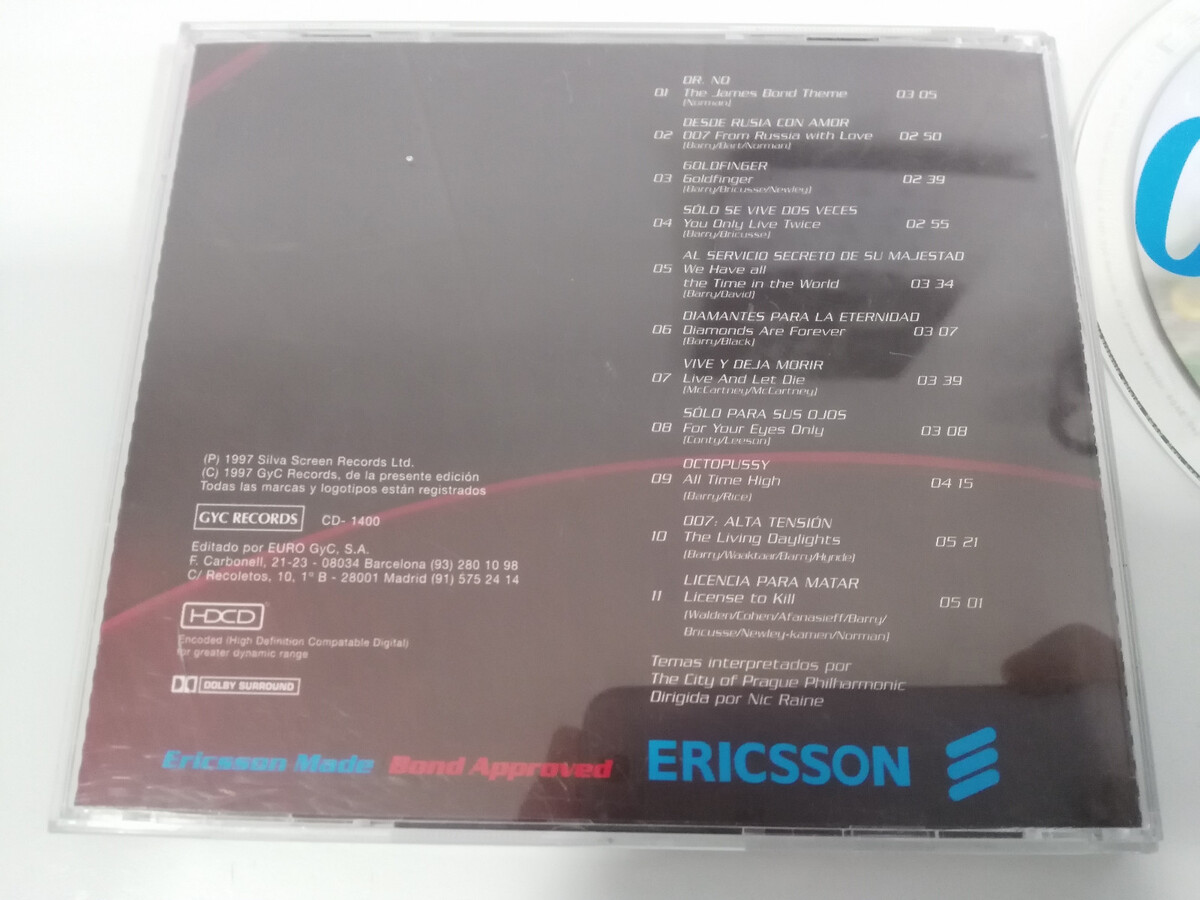 DR. NO
01 The James Bond Theme 03 05
(Norman)
DESDE RUSIA CON AMOR
02 007 From Russia with Love 02 50
(Barry/Bart/Norman)
GOLDFINGER
03 Goldfinger 02 39
(Barry/Bricusse/Newley)
SÓLO SE VIVE DOS VECES
04 You Only Live Twice 02 55
(Barry/Bricusse)
AL SERVICIO SECRETO DE SU MAJESTAD
05 We Have all
the Time in the World 03 34
(Barry/David)
DIAMANTES PARA LA ETERNIDAD
06 Diamonds Are Forever 03 07
(Barry/Black)
VIVE Y DEJA MORIR
07 Live And Let Die 03 39
(McCartney/McCartney)
SÓLO PARA SUS OJOS
08 For Your Eyes Only 03 08
(Conty/Leeson)
OCTOPUSSY
09 All Time High 04 15
(Barry/Rice)
007: ALTA TENSIÓN
10 The Living Daylights 05 21
(Barry/Waaktaar/Barry/Hynde)
LICENCIA PARA MATAR
11 License to Kill 05 01
(Walden/Cohen/Afanasieff/Barry/
Bricusse/Newley-kamen/Norman)
Temas interpretados por
The City of Prague Philharmonic
Dirigida por Nic Raine
(P) 1997 Silva Screen Records Ltd.
(C) 1997 GyC Records, de la presente edición
Todas las marcas y logotipos están registrados
GYC RECORDS CD- 1400
Editado por EURO GyC, S.A.
F. Carbonell, 21-23 - 08034 Barcelona (93) 280 10 98
C/ Recoletos, 10, 1º B - 28001 Madrid (91) 575 24 14
HDCD
Encoded (High Definition Compatable Digital)
for greater dynamic range
DOLBY SURROUND
Ericsson Made Bond Approved
ERICSSON